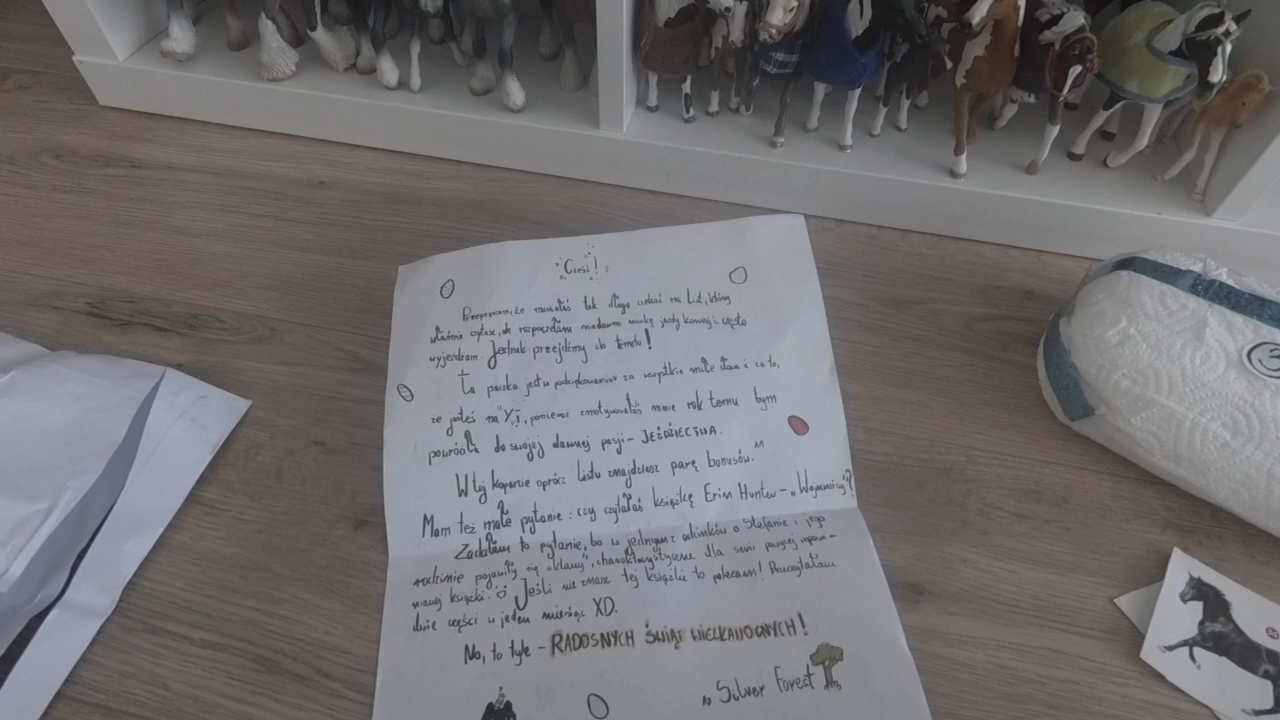 Cześć!
Przepraszam, że musiałaś tak długo czekać na list, który
właśnie czytasz, ale rozpoczęłam niedawno naukę jazdy konnej i często
wyjeżdżam. Jednak przejdźmy do tematu!
Ta paczka jest w podziękowaniu za wszystkie miłe słowa i za to,
że jesteś na "YT", ponieważ zmotywowałaś mnie rok temu bym
powróciła do swojej dawnej pasji - JEŹDZIECTWA.
W tej kopercie oprócz listu znajdziesz parę bonusów. ^^
Mam też małe pytanie: czy czytałaś książkę Erin Hunter - "Wojownicy"?
Zadałam to pytanie, bo w jednym z odcinków o Stefanie i jego
rodzinie pojawiły się "klany", charakterystyczne dla serii powyżej wspom-
nianej książki. Jeśli nie znasz tej książki to polecam! Przeczytałam
dwie części w jeden miesiąc XD.
No, to tyle - RADOSNYCH ŚWIĄT WIELKANOCNYCH!
~ Silver Forest